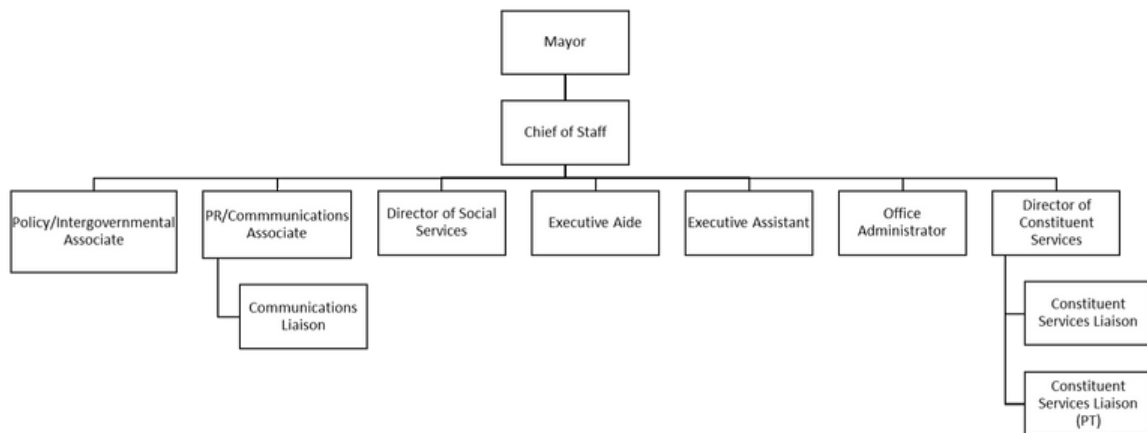 Mayor
Chief of Staff
Policy/Intergovernmental
Associate
PR/Commmunications
Associate
Director of Social
Services
Executive Aide
Executive Assistant
Office
Administrator
Director of
Constituent
Services
Communications
Liaison
Constituent
Services Liaison
Constituent
Services Liaison
(PT)